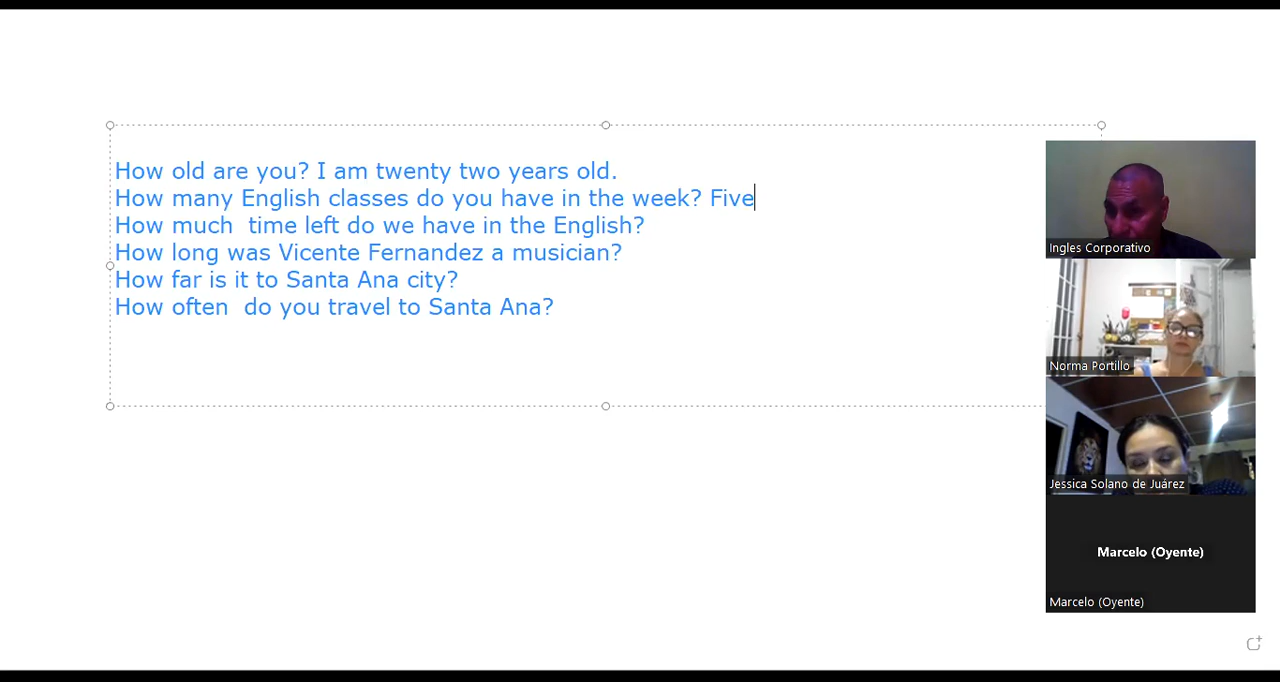 How old are you? I am twenty two years old.
How many English classes do you have in the week? Five
How much  time left do we have in the English?
How long was Vicente Fernandez a musician?
How far is it to Santa Ana city?
How often  do you travel to Santa Ana?
Ingles Corporativo
Norma Portillo
Jessica Solano de Juárez
Marcelo (Oyente)
Marcelo (Oyente)